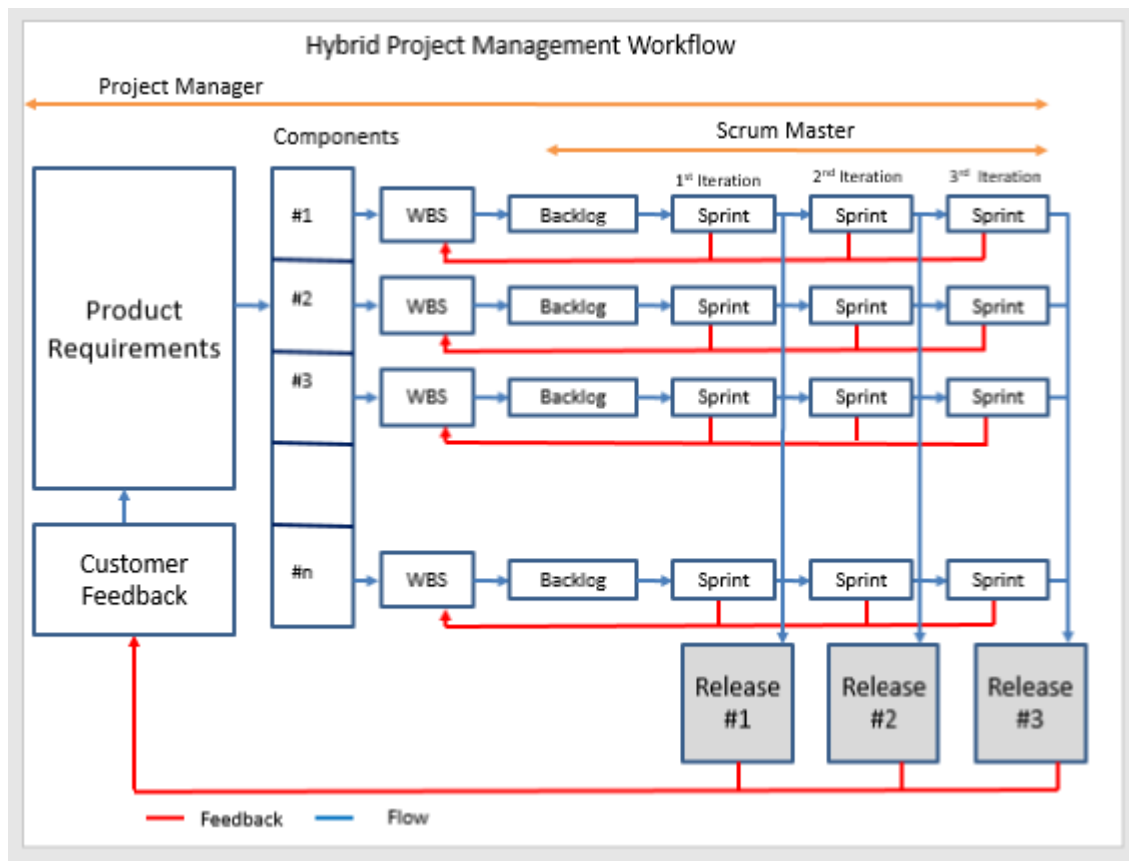 Hybrid Project Management Workflow
Project Manager
Components
Scrum Master
1st Iteration
2nd Iteration
3rd Iteration
#1
WBS
Backlog
Sprint
Sprint
Sprint
Product
Requirements
#2
WBS
Backlog
Sprint
Sprint
Sprint
#3
WBS
Backlog
Sprint
Sprint
Sprint
Customer
Feedback
#n
WBS
Backlog
Sprint
Sprint
Sprint
Release
#1
Release
#2
Release
#3
Feedback
Flow